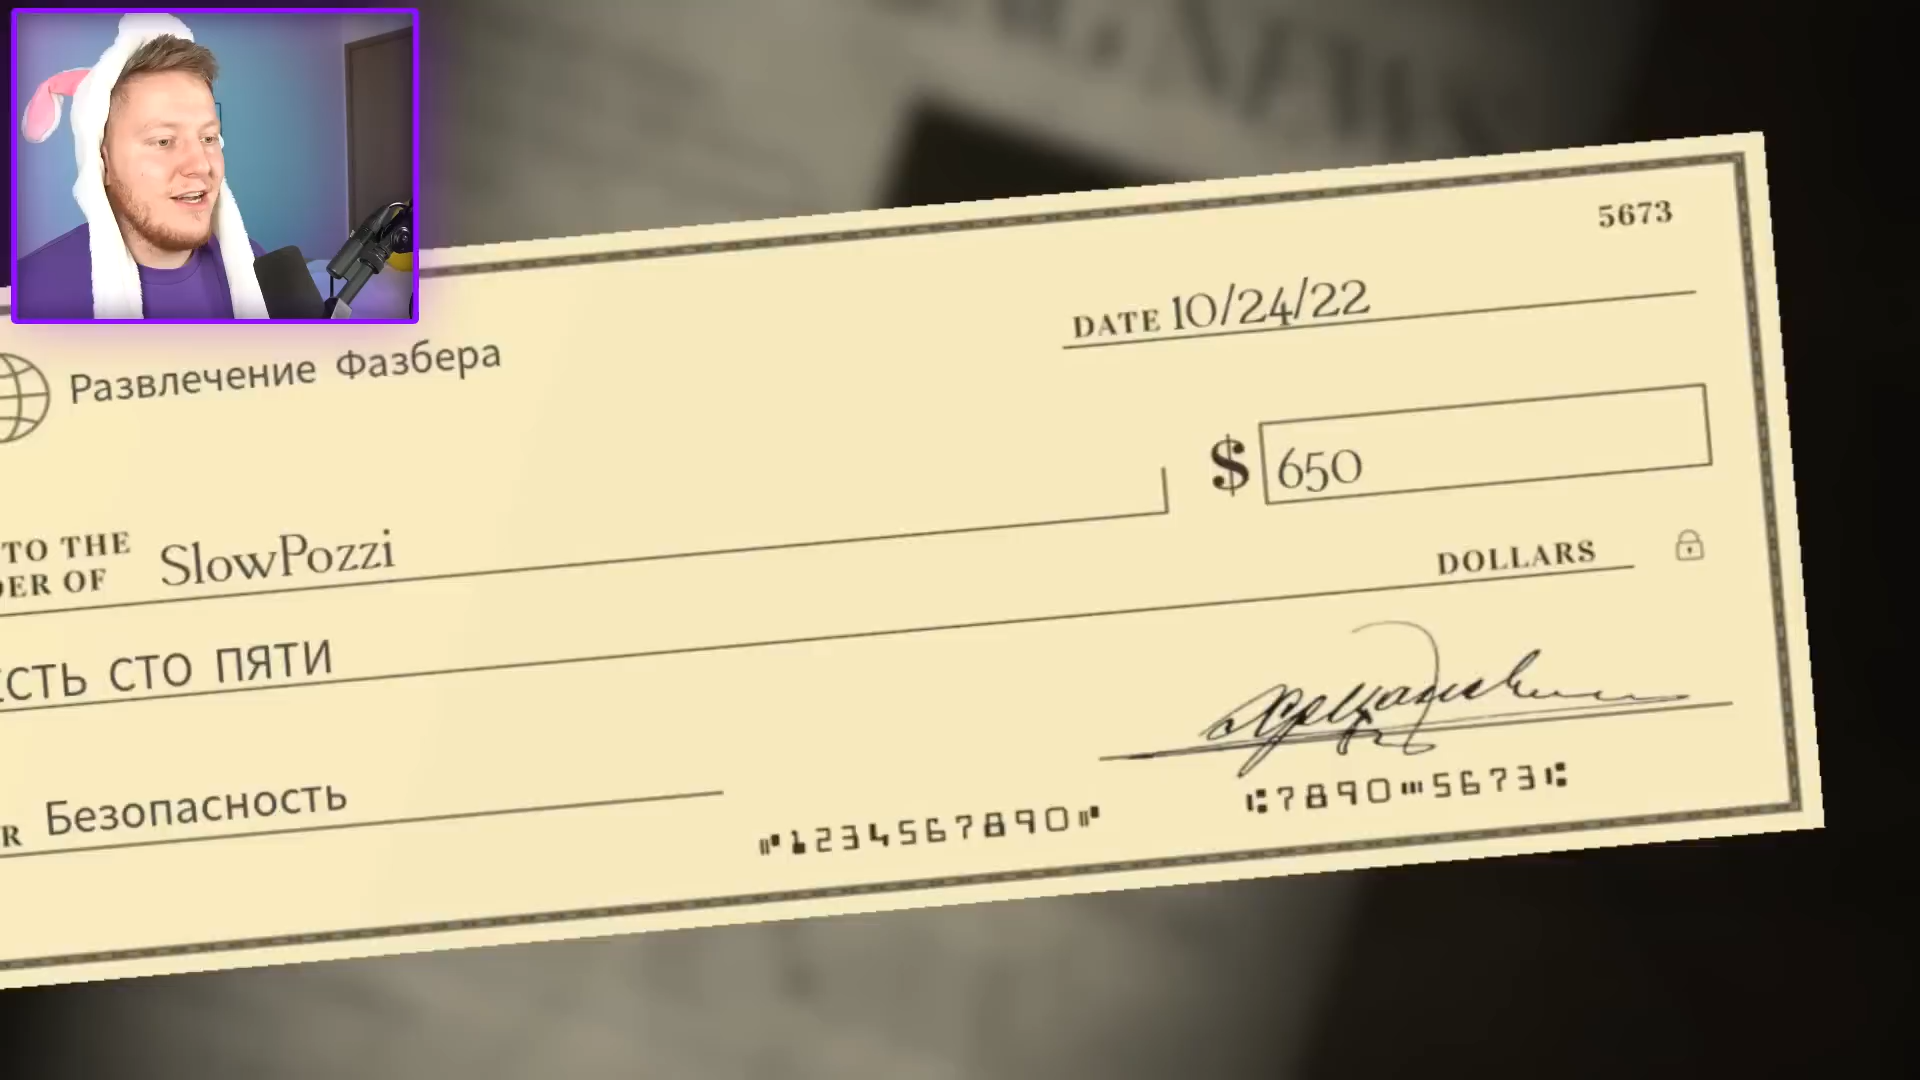 5673
DATE 10/24/22
Развлечение Фазбера
$ 650
TO THE
DER OF SlowPozzi
DOLLARS
ЕСТЬ СТО ПЯТИ
R Безопасность
1234567890
7890 5673